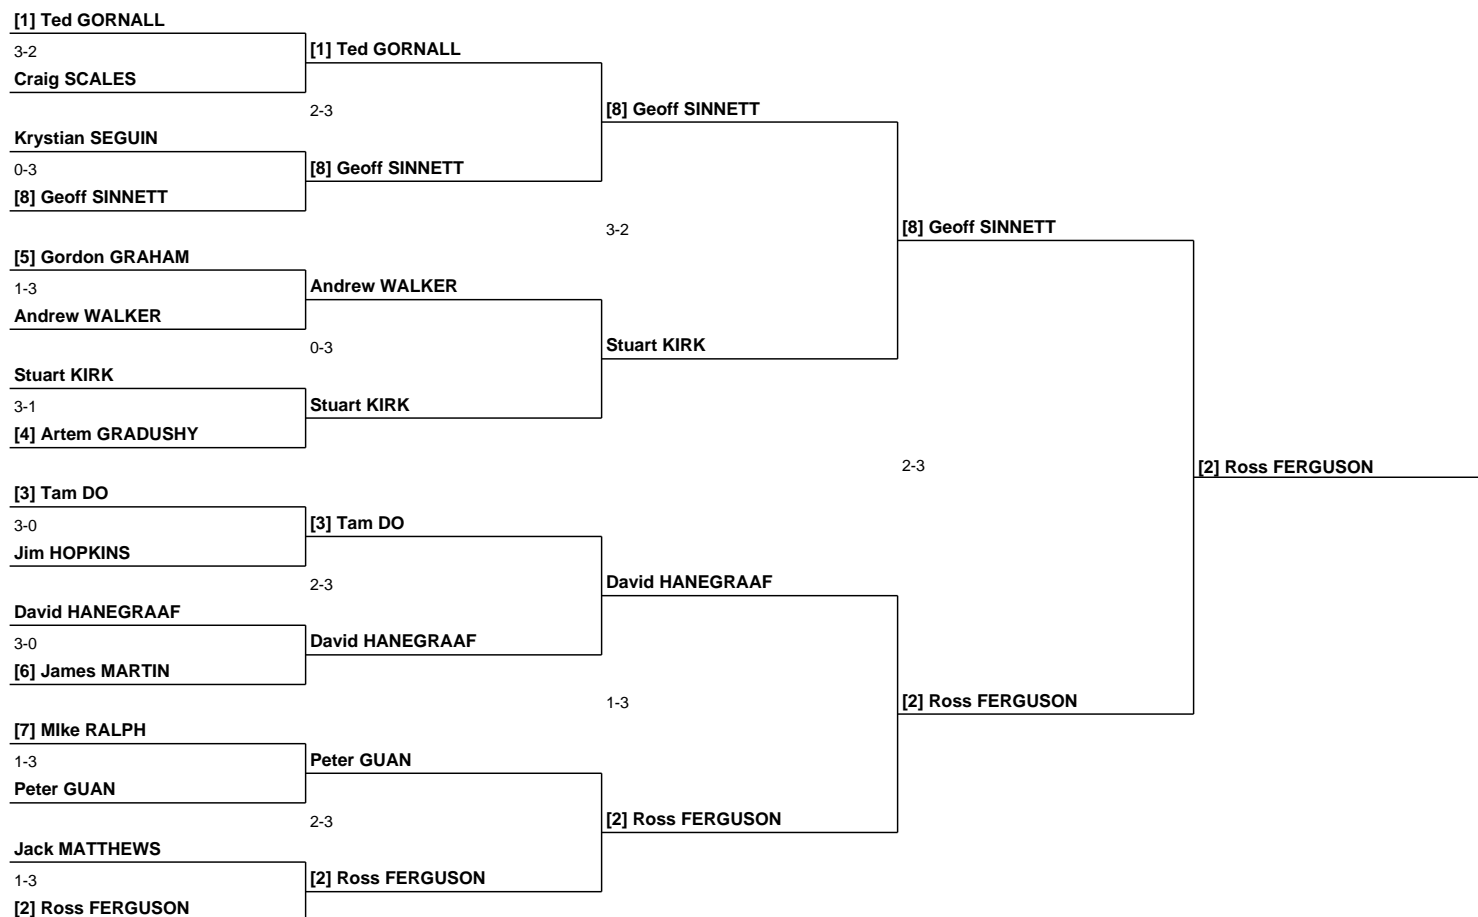 [1] Ted GORNALL
3-2
Craig SCALES
Krystian SEGUIN
0-3
[8] Geoff SINNETT
[5] Gordon GRAHAM
1-3
Andrew WALKER
Stuart KIRK
3-1
[4] Artem GRADUSHY
[3] Tam DO
3-0
Jim HOPKINS
David HANEGRAAF
3-0
[6] James MARTIN
[7] MIke RALPH
1-3
Peter GUAN
Jack MATTHEWS
1-3
[2] Ross FERGUSON
[1] Ted GORNALL
2-3
[8] Geoff SINNETT
Andrew WALKER
0-3
Stuart KIRK
[3] Tam DO
2-3
David HANEGRAAF
Peter GUAN
2-3
[2] Ross FERGUSON
[8] Geoff SINNETT
3-2
Stuart KIRK
David HANEGRAAF
1-3
[2] Ross FERGUSON
[8] Geoff SINNETT
2-3
[2] Ross FERGUSON
[2] Ross FERGUSON